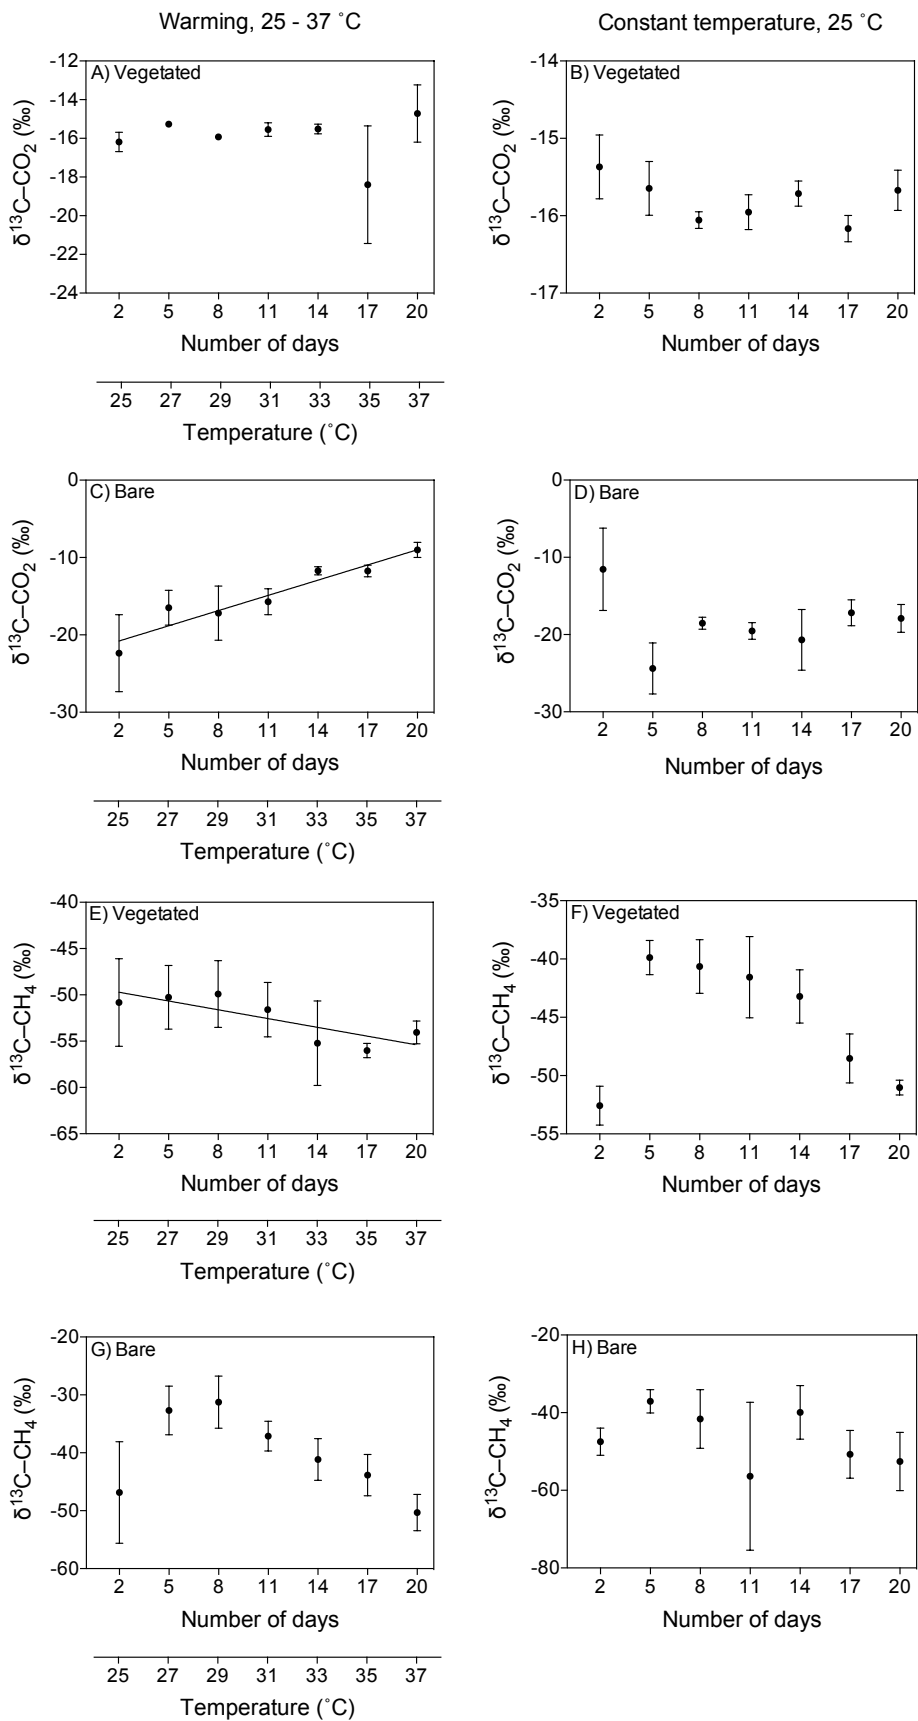 Warming, 25 - 37 ˚C
Constant temperature, 25 ˚C
A) Vegetated
δ¹³C–CO₂ (‰)
-12
-14
-16
-18
-20
-22
-24
2 5 8 11 14 17 20
Number of days
25 27 29 31 33 35 37
Temperature (˚C)
B) Vegetated
δ¹³C–CO₂ (‰)
-14
-15
-16
-17
2 5 8 11 14 17 20
Number of days
C) Bare
δ¹³C–CO₂ (‰)
0
-10
-20
-30
2 5 8 11 14 17 20
Number of days
25 27 29 31 33 35 37
Temperature (˚C)
D) Bare
δ¹³C–CO₂ (‰)
0
-10
-20
-30
2 5 8 11 14 17 20
Number of days
E) Vegetated
δ¹³C–CH₄ (‰)
-40
-45
-50
-55
-60
-65
2 5 8 11 14 17 20
Number of days
25 27 29 31 33 35 37
Temperature (˚C)
F) Vegetated
δ¹³C–CH₄ (‰)
-35
-40
-45
-50
-55
2 5 8 11 14 17 20
Number of days
G) Bare
δ¹³C–CH₄ (‰)
-20
-30
-40
-50
-60
2 5 8 11 14 17 20
Number of days
25 27 29 31 33 35 37
Temperature (˚C)
H) Bare
δ¹³C–CH₄ (‰)
-20
-40
-60
-80
2 5 8 11 14 17 20
Number of days